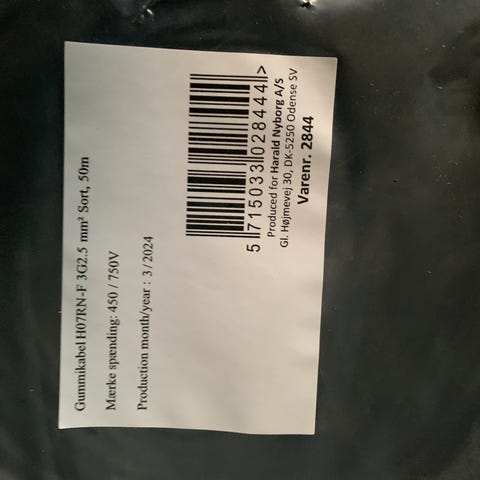 Gummikabel H07RN-F 3G2.5 mm² Sort, 50m
Mærke spænding: 450 / 750V
Production month/year : 3 / 2024
5 715033 028444 >
Produced for Harald Nyborg A/S
Gl. Højmevej 30, DK-5250 Odense SV
Varenr. 2844